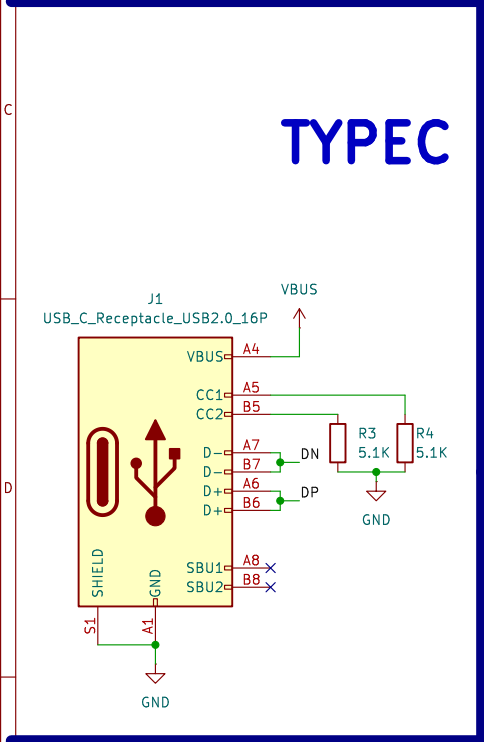 C
TYPEC
VBUS
J1
USB_C_Receptacle_USB2.0_16P
VBUS
A4
CC1
A5
CC2
B5
R3
5.1K
R4
5.1K
D-
A7
DN
D-
B7
D+
A6
DP
D+
B6
GND
D
SBU1
A8
SBU2
B8
SHIELD
GND
S1
A1
GND